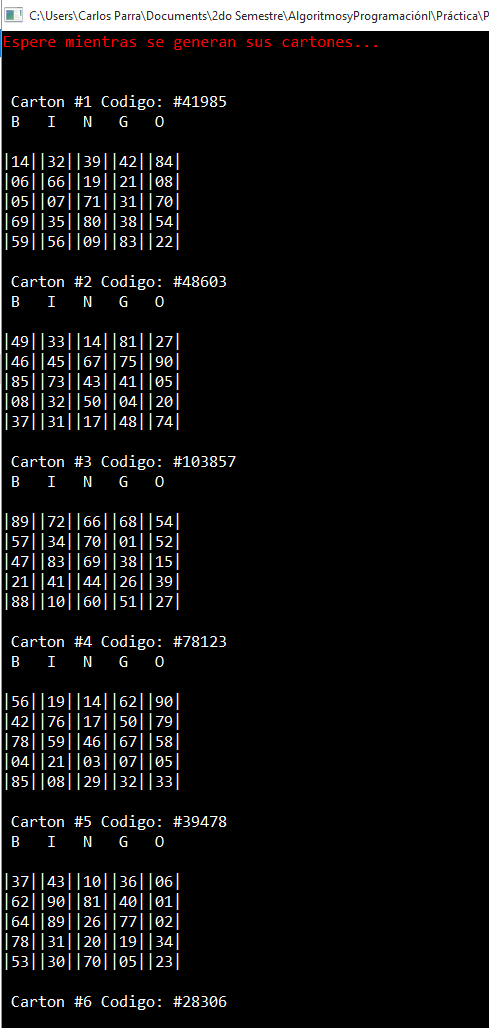 C:\Users\Carlos Parra\Documents\2do Semestre\AlgoritmosyProgramaciónI\Práctica\P
Espere mientras se generan sus cartones...
Carton #1 Codigo: #41985
B I N G O
|14||32||39||42||84|
|06||66||19||21||08|
|05||07||71||31||70|
|69||35||80||38||54|
|59||56||09||83||22|
Carton #2 Codigo: #48603
B I N G O
|49||33||14||81||27|
|46||45||67||75||90|
|85||73||43||41||05|
|08||32||50||04||20|
|37||31||17||48||74|
Carton #3 Codigo: #103857
B I N G O
|89||72||66||68||54|
|57||34||70||01||52|
|47||83||69||38||15|
|21||41||44||26||39|
|88||10||60||51||27|
Carton #4 Codigo: #78123
B I N G O
|56||19||14||62||90|
|42||76||17||50||79|
|78||59||46||67||58|
|04||21||03||07||05|
|85||08||29||32||33|
Carton #5 Codigo: #39478
B I N G O
|37||43||10||36||06|
|62||90||81||40||01|
|64||89||26||77||02|
|78||31||20||19||34|
|53||30||70||05||23|
Carton #6 Codigo: #28306